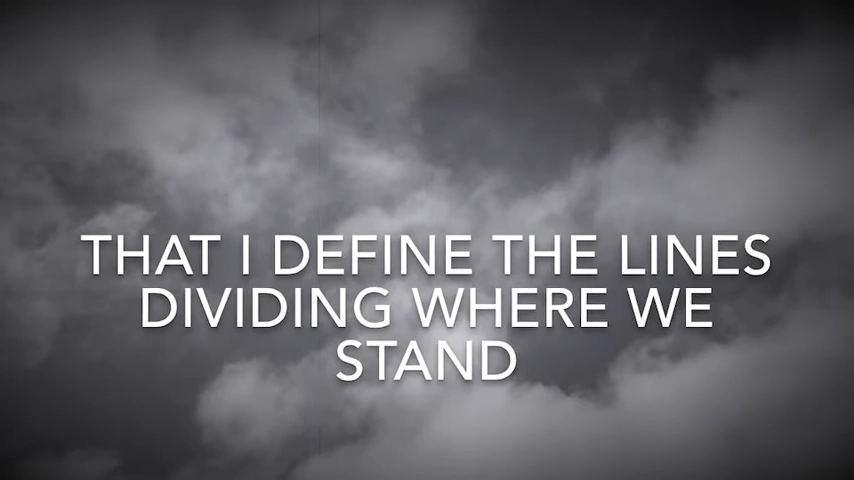 THAT I DEFINE THE LINES
DIVIDING WHERE WE
STAND